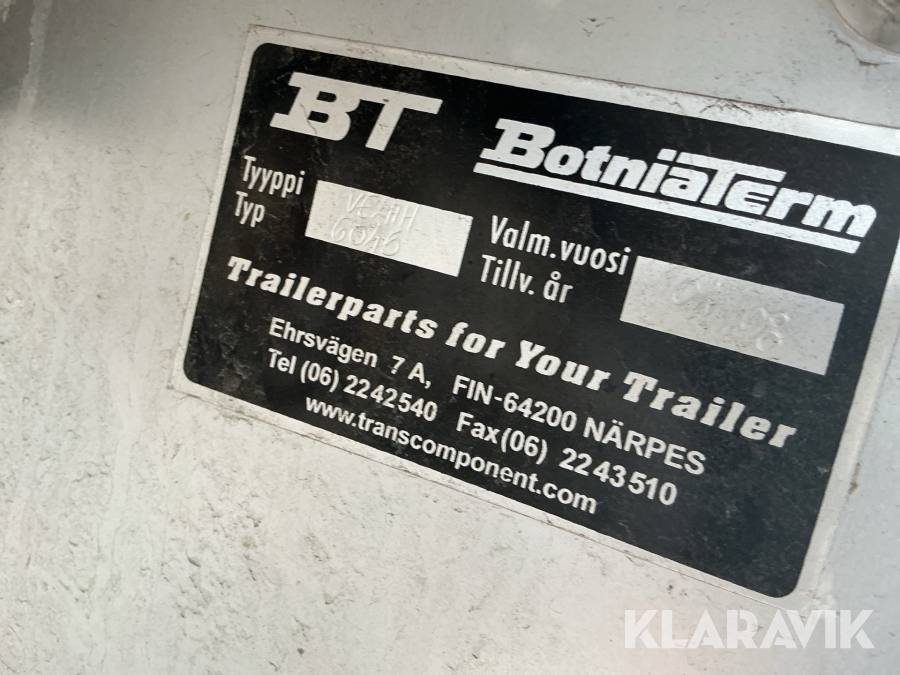 BT BotniaTerm
Tyyppi
Typ
6045
Valm.vuosi
Tillv. år
Trailerparts for Your Trailer
Ehrsvägen 7 A, FIN-64200 NÄRPES
Tel (06) 2242540 Fax(06) 2243510
www.transcomponent.com
KLARAVIK